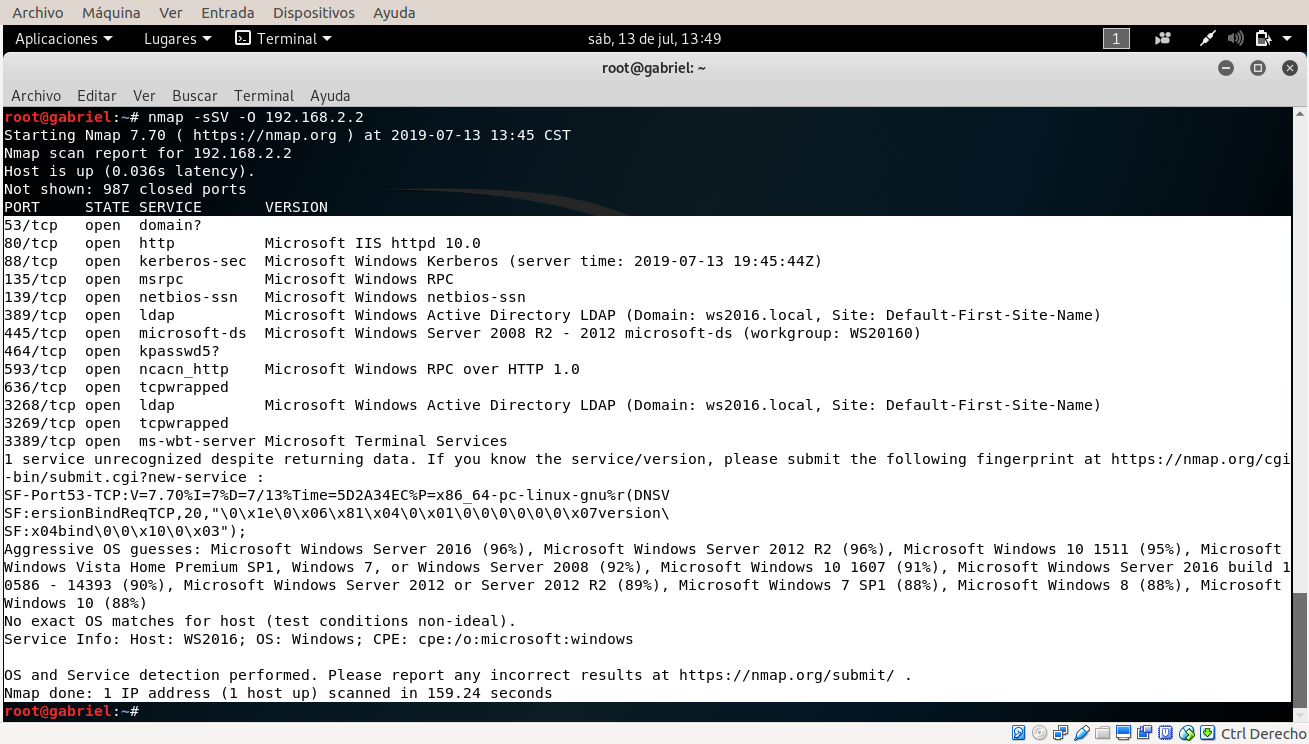 Archivo Máquina Ver Entrada Dispositivos Ayuda
Aplicaciones Lugares Terminal sáb, 13 de jul, 13:49 1
root@gabriel: ~
Archivo Editar Ver Buscar Terminal Ayuda
root@gabriel:~# nmap -sSV -O 192.168.2.2
Starting Nmap 7.70 ( https://nmap.org ) at 2019-07-13 13:45 CST
Nmap scan report for 192.168.2.2
Host is up (0.036s latency).
Not shown: 987 closed ports
PORT     STATE SERVICE       VERSION
53/tcp   open  domain?
80/tcp   open  http          Microsoft IIS httpd 10.0
88/tcp   open  kerberos-sec  Microsoft Windows Kerberos (server time: 2019-07-13 19:45:44Z)
135/tcp  open  msrpc         Microsoft Windows RPC
139/tcp  open  netbios-ssn   Microsoft Windows netbios-ssn
389/tcp  open  ldap          Microsoft Windows Active Directory LDAP (Domain: ws2016.local, Site: Default-First-Site-Name)
445/tcp  open  microsoft-ds  Microsoft Windows Server 2008 R2 - 2012 microsoft-ds (workgroup: WS20160)
464/tcp  open  kpasswd5?
593/tcp  open  ncacn_http    Microsoft Windows RPC over HTTP 1.0
636/tcp  open  tcpwrapped
3268/tcp open  ldap          Microsoft Windows Active Directory LDAP (Domain: ws2016.local, Site: Default-First-Site-Name)
3269/tcp open  tcpwrapped
3389/tcp open  ms-wbt-server Microsoft Terminal Services
1 service unrecognized despite returning data. If you know the service/version, please submit the following fingerprint at https://nmap.org/cgi
-bin/submit.cgi?new-service :
SF-Port53-TCP:V=7.70%I=7%D=7/13%Time=5D2A34EC%P=x86_64-pc-linux-gnu%r(DNSV
SF:ersionBindReqTCP,20,"\0\x1e\0\x06\x81\x04\0\x01\0\0\0\0\0\0\x07version\
SF:x04bind\0\0\x10\0\x03");
Aggressive OS guesses: Microsoft Windows Server 2016 (96%), Microsoft Windows Server 2012 R2 (96%), Microsoft Windows 10 1511 (95%), Microsoft
Windows Vista Home Premium SP1, Windows 7, or Windows Server 2008 (92%), Microsoft Windows 10 1607 (91%), Microsoft Windows Server 2016 build 1
0586 - 14393 (90%), Microsoft Windows Server 2012 or Server 2012 R2 (89%), Microsoft Windows 7 SP1 (88%), Microsoft Windows 8 (88%), Microsoft
Windows 10 (88%)
No exact OS matches for host (test conditions non-ideal).
Service Info: Host: WS2016; OS: Windows; CPE: cpe:/o:microsoft:windows
OS and Service detection performed. Please report any incorrect results at https://nmap.org/submit/ .
Nmap done: 1 IP address (1 host up) scanned in 159.24 seconds
root@gabriel:~#
Ctrl Derecho